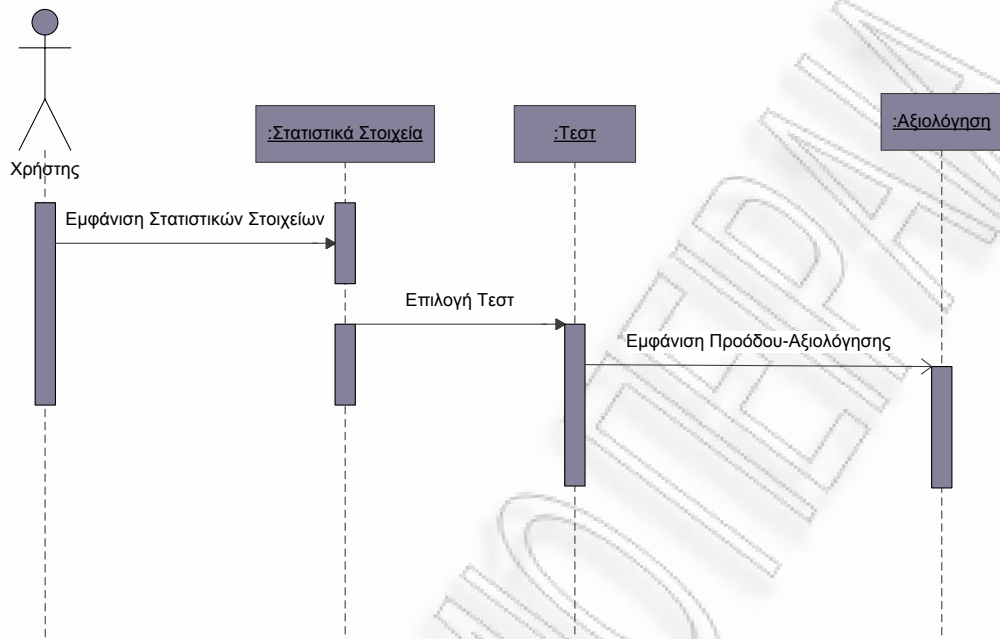 :Στατιστικά Στοιχεία
:Τεστ
:Αξιολόγηση
Χρήστης
Εμφάνιση Στατιστικών Στοιχείων
Επιλογή Τεστ
Εμφάνιση Προόδου-Αξιολόγησης